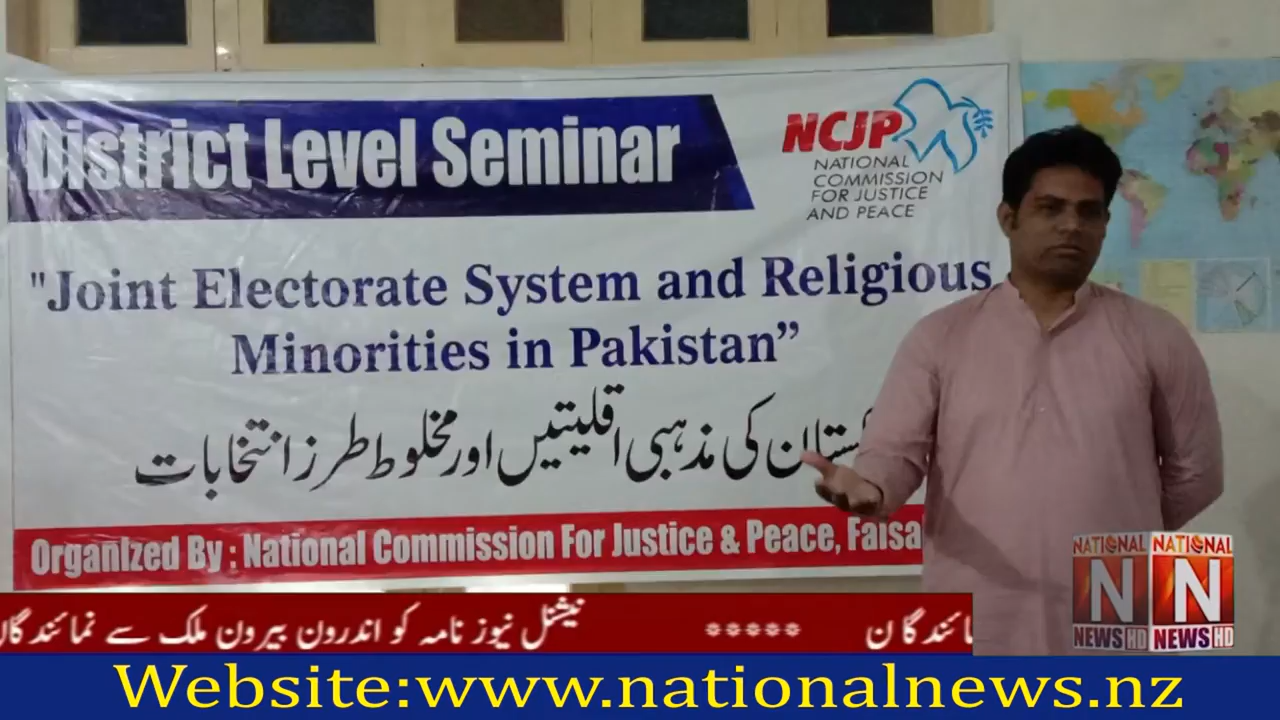 District Level Seminar
NCJP
NATIONAL
COMMISSION
FOR JUSTICE
AND PEACE
"Joint Electorate System and Religious
Minorities in Pakistan”
کستان کی مذہبی اقلیتیں اور مخلوط طرز انتخابات
Organized By : National Commission For Justice & Peace, Faisa
NATIONAL NATIONAL
N N
NEWS HD NEWS HD
نیشنل نیوز نامہ کو اندرون بیرون ملک سے نمائندگان
***** مائندگان
Website:www.nationalnews.nz